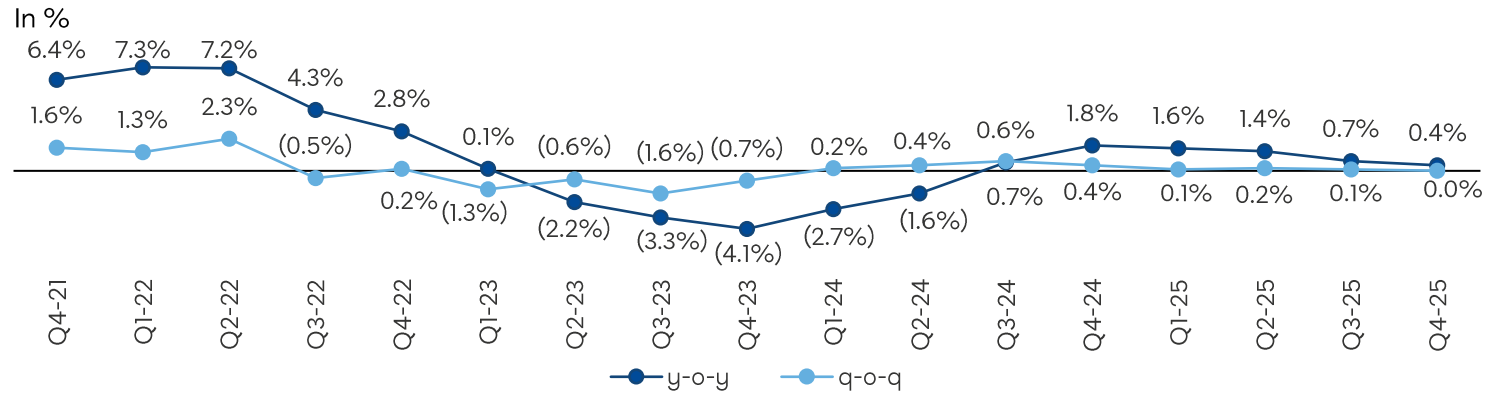 In %
6.4% 7.3% 7.2% 4.3% 2.8% 0.1% (0.6%) (1.6%) (0.7%) 0.2% 0.4% 0.6% 1.8% 1.6% 1.4% 0.7% 0.4%
1.6% 1.3% 2.3% (0.5%) 0.2% (1.3%) (2.2%) (3.3%) (4.1%) (2.7%) (1.6%) 0.7% 0.4% 0.1% 0.2% 0.1% 0.0%
Q4-21 Q1-22 Q2-22 Q3-22 Q4-22 Q1-23 Q2-23 Q3-23 Q4-23 Q1-24 Q2-24 Q3-24 Q4-24 Q1-25 Q2-25 Q3-25 Q4-25
y-o-y q-o-q